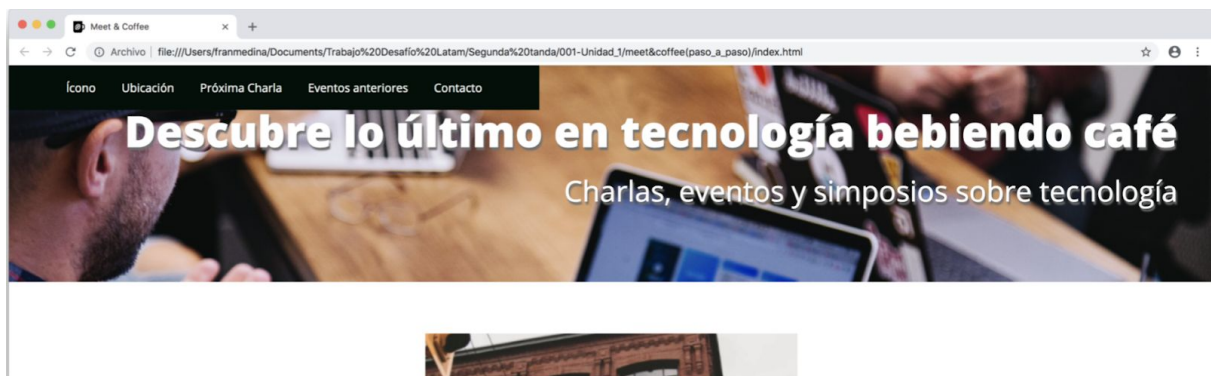 Meet & Coffee
Archivo file:///Users/franmedina/Documents/Trabajo%20Desafío%20Latam/Segunda%20tanda/001-Unidad_1/meet&coffee(paso_a_paso)/index.html
Ícono Ubicación Próxima Charla Eventos anteriores Contacto
Descubre lo último en tecnología bebiendo café
Charlas, eventos y simposios sobre tecnología